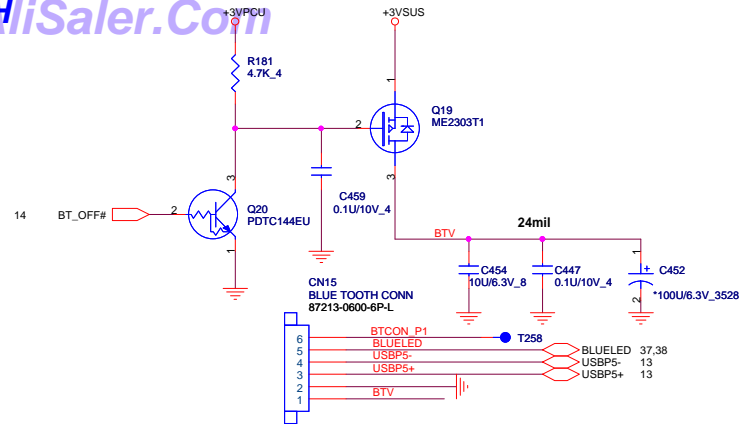 AliSaler.Com
+3VPCU
+3VSUS
R181
4.7K_4
1
Q19
ME2303T1
2
3
C459
0.1U/10V_4
3
14
BT_OFF#
2
Q20
PDTC144EU
1
BTV
24mil
C454
10U/6.3V_8
C447
0.1U/10V_4
1
+
C452
2
*100U/6.3V_3528
CN15
BLUE TOOTH CONN
87213-0600-6P-L
6
BTCON_P1
T258
5
BLUELED
BLUELED 37,38
4
USBP5-
USBP5- 13
3
USBP5+
USBP5+ 13
2
1
BTV